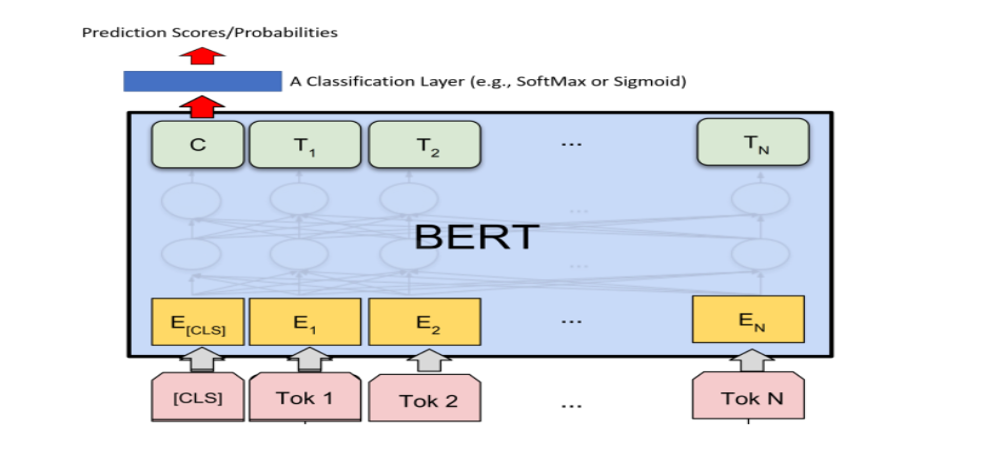 Prediction Scores/Probabilities
A Classification Layer (e.g., SoftMax or Sigmoid)
C T1 T2 ... TN
...
BERT
...
E[CLS] E1 E2 ... EN
[CLS] Tok 1 Tok 2 ... Tok N